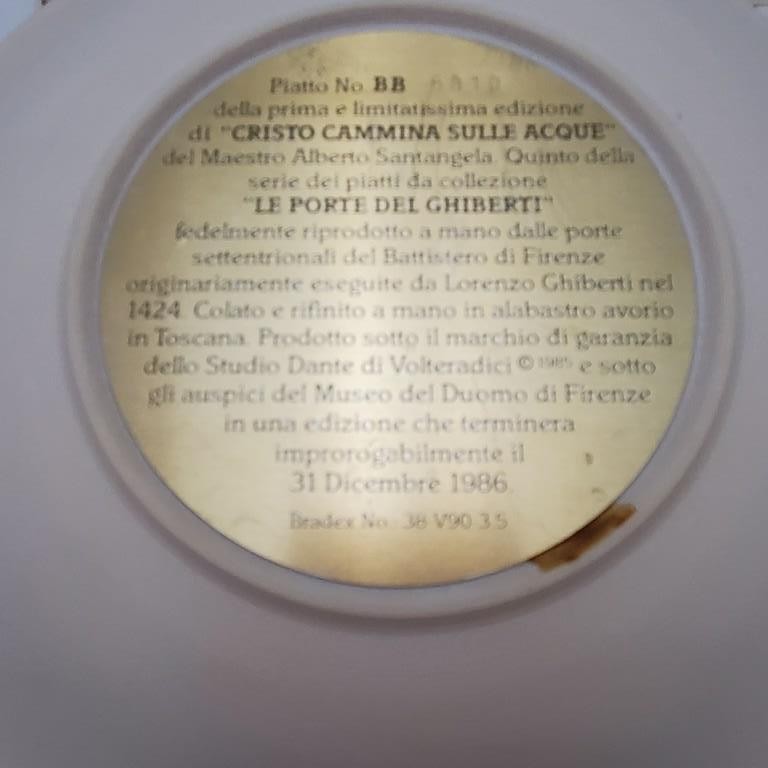 Piatto No. BB
della prima e limitatissima edizione
di "CRISTO CAMMINA SULLE ACQUE"
del Maestro Alberto Santangela. Quinto della
serie dei piatti da collezione
"LE PORTE DEL GHIBERTI"
fedelmente riprodotto a mano dalle porte
settentrionali del Battistero di Firenze
originariamente eseguite da Lorenzo Ghiberti nel
1424. Colato e rifinito a mano in alabastro avorio
in Toscana. Prodotto sotto il marchio di garanzia
dello Studio Dante di Volteradici © 1985 e sotto
gli auspici del Museo del Duomo di Firenze
in una edizione che terminera
improrogabilmente il
31 Dicembre 1986.
Bradex No. 38 V90 3.5